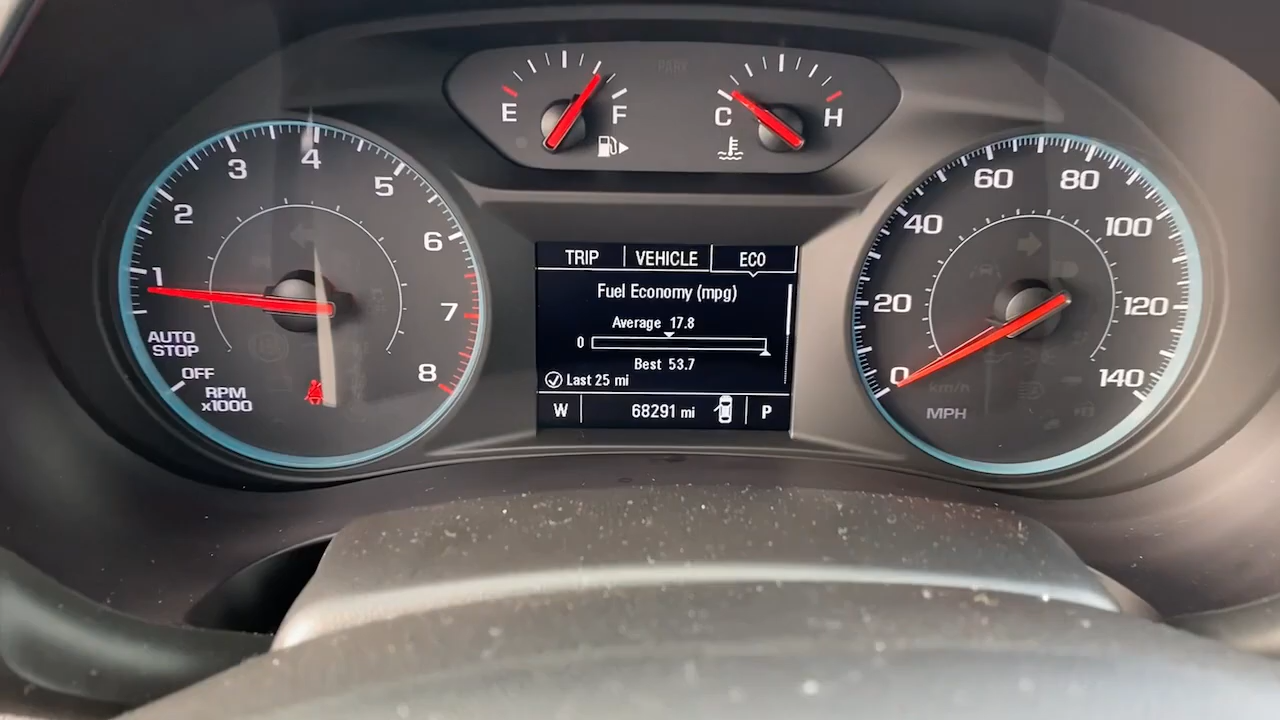 PARK
E
F
C
H
1
2
3
4
5
6
7
8
AUTO
STOP
OFF
RPM
x1000
TRIP VEHICLE ECO
Fuel Economy (mpg)
Average 17.8
0
Best 53.7
Last 25 mi
W 68291 mi P
0
20
40
60
80
100
120
140
km/h
MPH